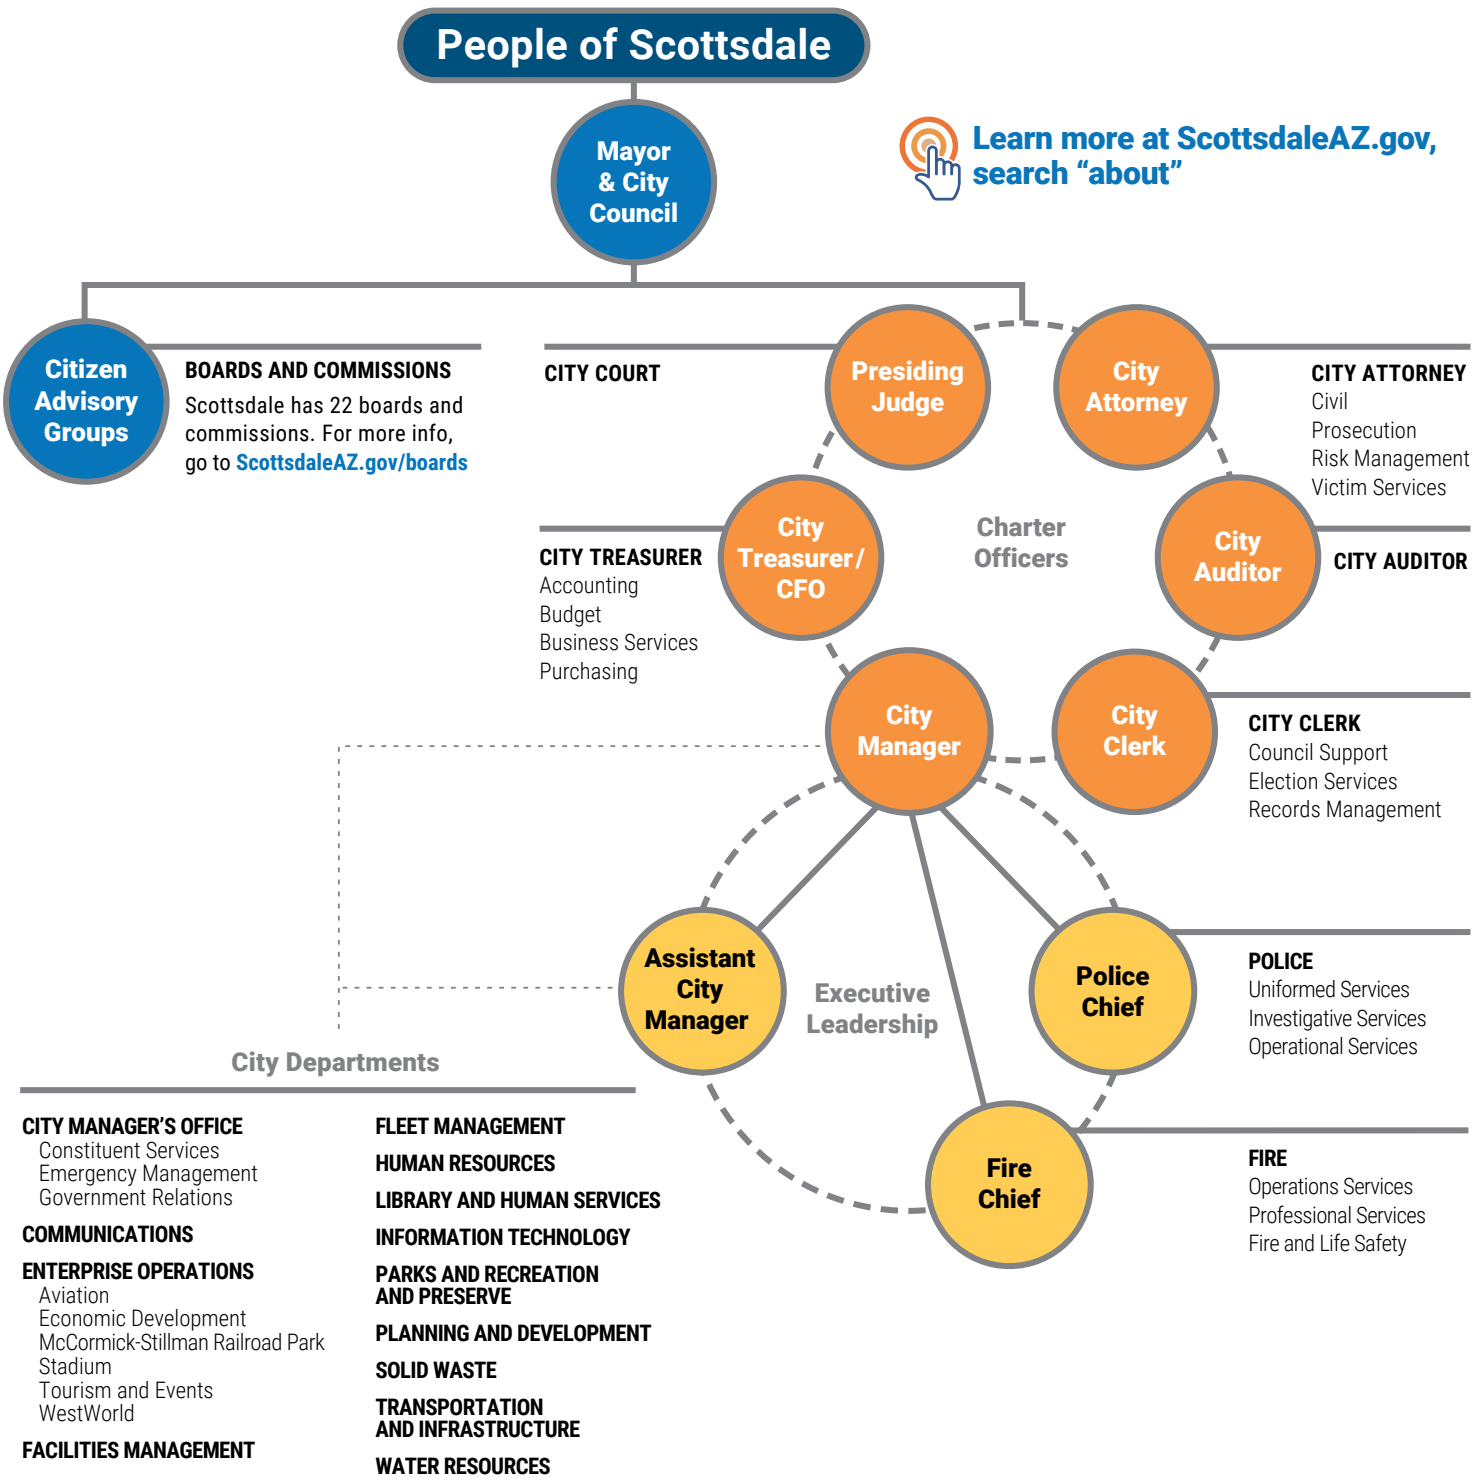 People of Scottsdale
Mayor
& City
Council
Learn more at ScottsdaleAZ.gov,
search “about”
Citizen
Advisory
Groups
BOARDS AND COMMISSIONS
Scottsdale has 22 boards and
commissions. For more info,
go to ScottsdaleAZ.gov/boards
CITY COURT
Presiding
Judge
City
Attorney
CITY ATTORNEY
Civil
Prosecution
Risk Management
Victim Services
CITY TREASURER
Accounting
Budget
Business Services
Purchasing
City
Treasurer/
CFO
Charter
Officers
City
Auditor
CITY AUDITOR
City
Manager
City
Clerk
CITY CLERK
Council Support
Election Services
Records Management
Assistant
City
Manager
Executive
Leadership
Police
Chief
POLICE
Uniformed Services
Investigative Services
Operational Services
Fire
Chief
FIRE
Operations Services
Professional Services
Fire and Life Safety
City Departments
CITY MANAGER’S OFFICE
Constituent Services
Emergency Management
Government Relations
COMMUNICATIONS
ENTERPRISE OPERATIONS
Aviation
Economic Development
McCormick-Stillman Railroad Park
Stadium
Tourism and Events
WestWorld
FACILITIES MANAGEMENT
FLEET MANAGEMENT
HUMAN RESOURCES
LIBRARY AND HUMAN SERVICES
INFORMATION TECHNOLOGY
PARKS AND RECREATION
AND PRESERVE
PLANNING AND DEVELOPMENT
SOLID WASTE
TRANSPORTATION
AND INFRASTRUCTURE
WATER RESOURCES